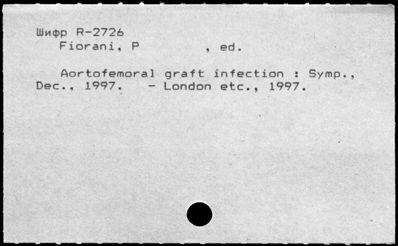 Шифр R-2726
Fiorani, P , ed.
Aortofemoral graft infection : Symp.,
Dec., 1997. - London etc., 1997.